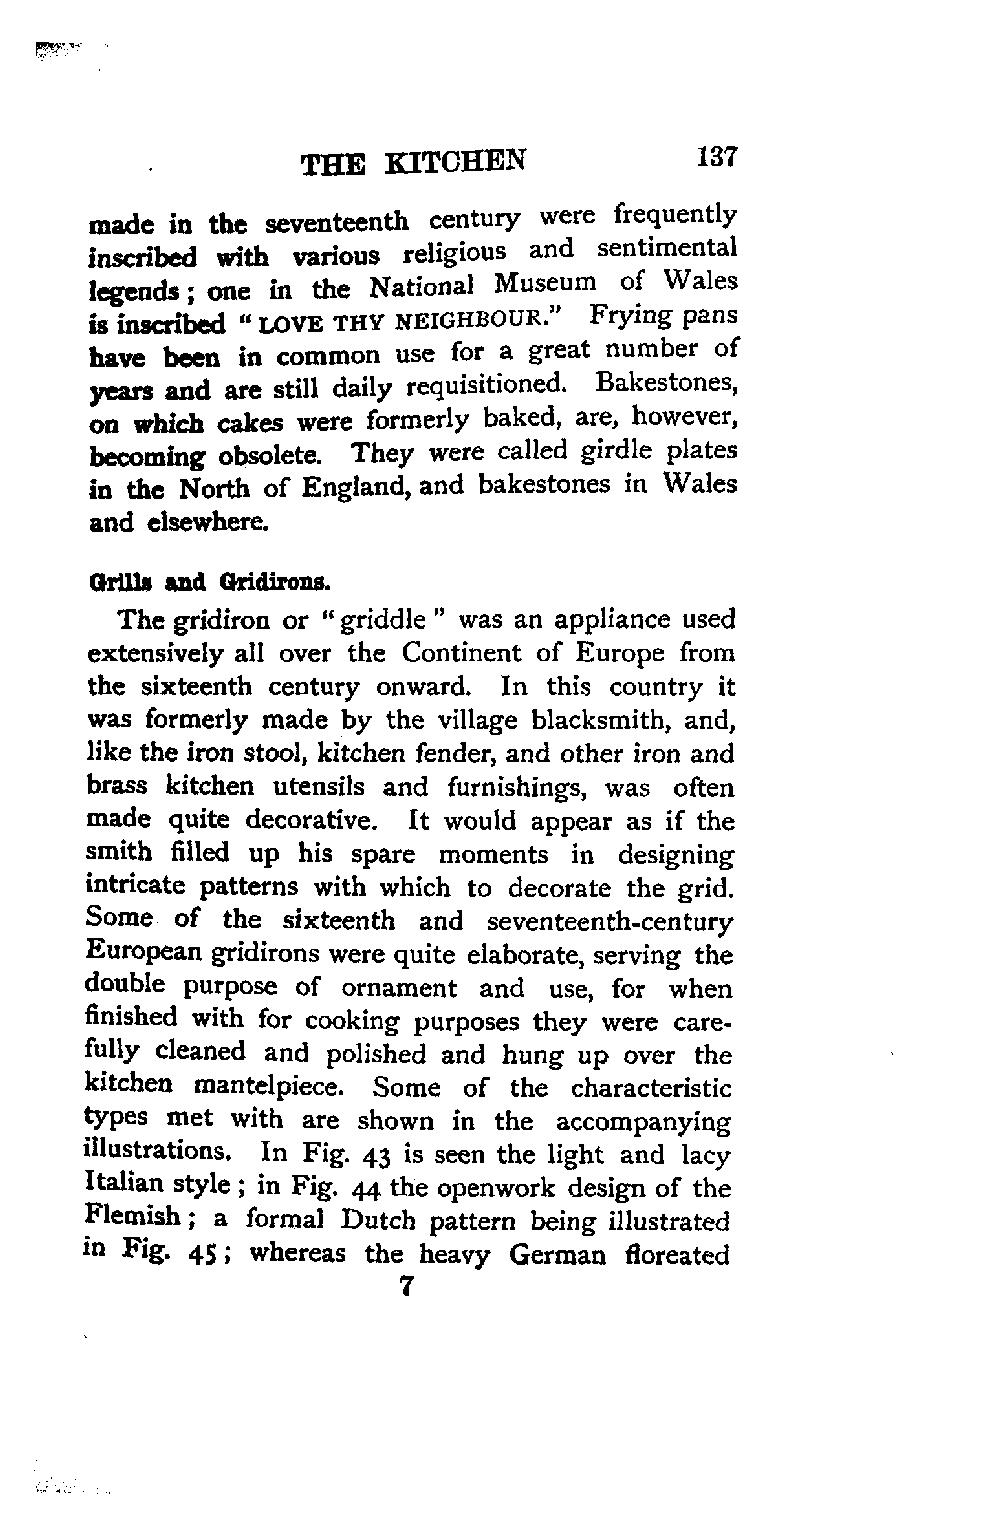 THE KITCHEN 137
made in the seventeenth century were frequently
inscribed with various religious and sentimental
legends; one in the National Museum of Wales
is inscribed "LOVE THY NEIGHBOUR." Frying pans
have been in common use for a great number of
years and are still daily requisitioned. Bakestones,
on which cakes were formerly baked, are, however,
becoming obsolete. They were called girdle plates
in the North of England, and bakestones in Wales
and elsewhere.
Grills and Gridirons.
The gridiron or "griddle" was an appliance used
extensively all over the Continent of Europe from
the sixteenth century onward. In this country it
was formerly made by the village blacksmith, and,
like the iron stool, kitchen fender, and other iron and
brass kitchen utensils and furnishings, was often
made quite decorative. It would appear as if the
smith filled up his spare moments in designing
intricate patterns with which to decorate the grid.
Some of the sixteenth and seventeenth-century
European gridirons were quite elaborate, serving the
double purpose of ornament and use, for when
finished with for cooking purposes they were care-
fully cleaned and polished and hung up over the
kitchen mantelpiece. Some of the characteristic
types met with are shown in the accompanying
illustrations. In Fig. 43 is seen the light and lacy
Italian style; in Fig. 44 the openwork design of the
Flemish; a formal Dutch pattern being illustrated
in Fig. 45; whereas the heavy German floreated
7